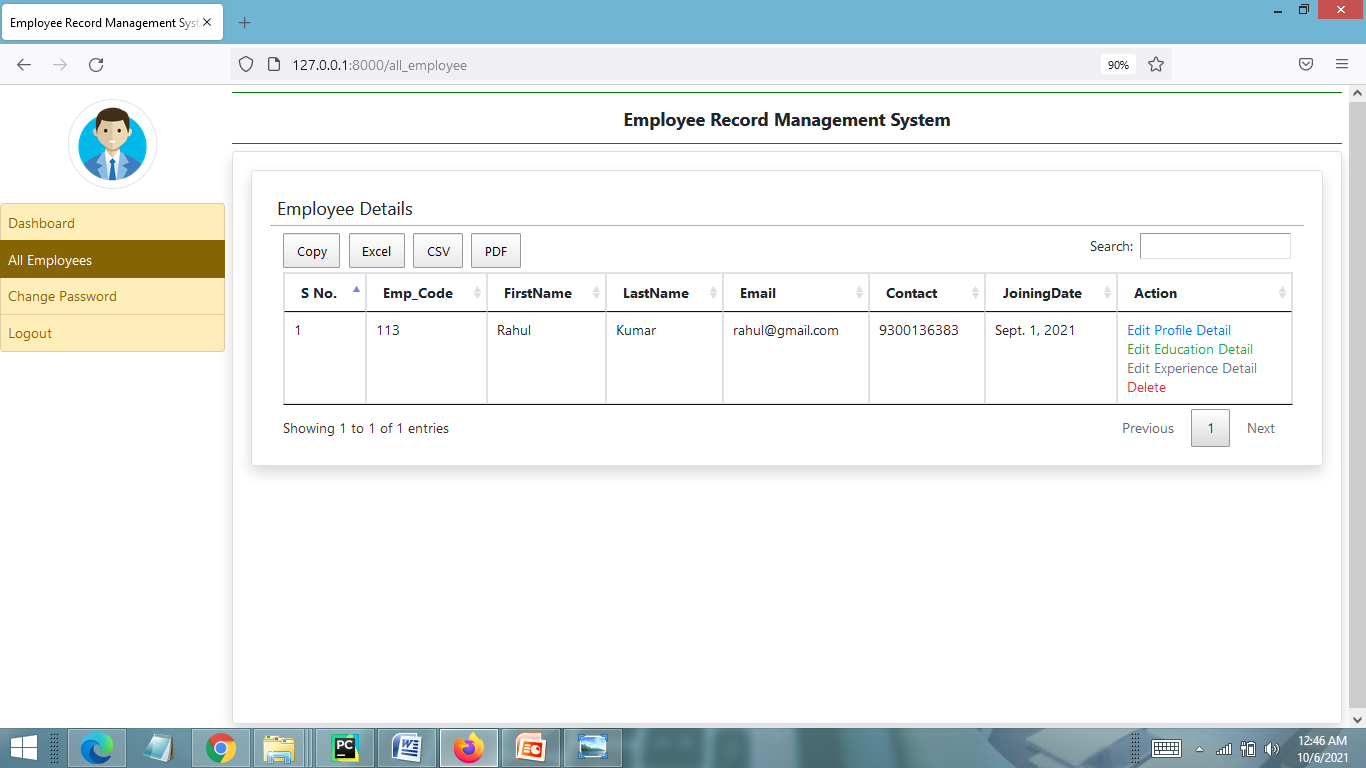 Employee Record Management Syst
127.0.0.1:8000/all_employee
90%
Employee Record Management System
Dashboard
All Employees
Change Password
Logout
Employee Details
Copy Excel CSV PDF
Search:
S No. Emp_Code FirstName LastName Email Contact JoiningDate Action
1 113 Rahul Kumar rahul@gmail.com 9300136383 Sept. 1, 2021 Edit Profile Detail
Edit Education Detail
Edit Experience Detail
Delete
Showing 1 to 1 of 1 entries
Previous 1 Next
PC
12:46 AM
10/6/2021